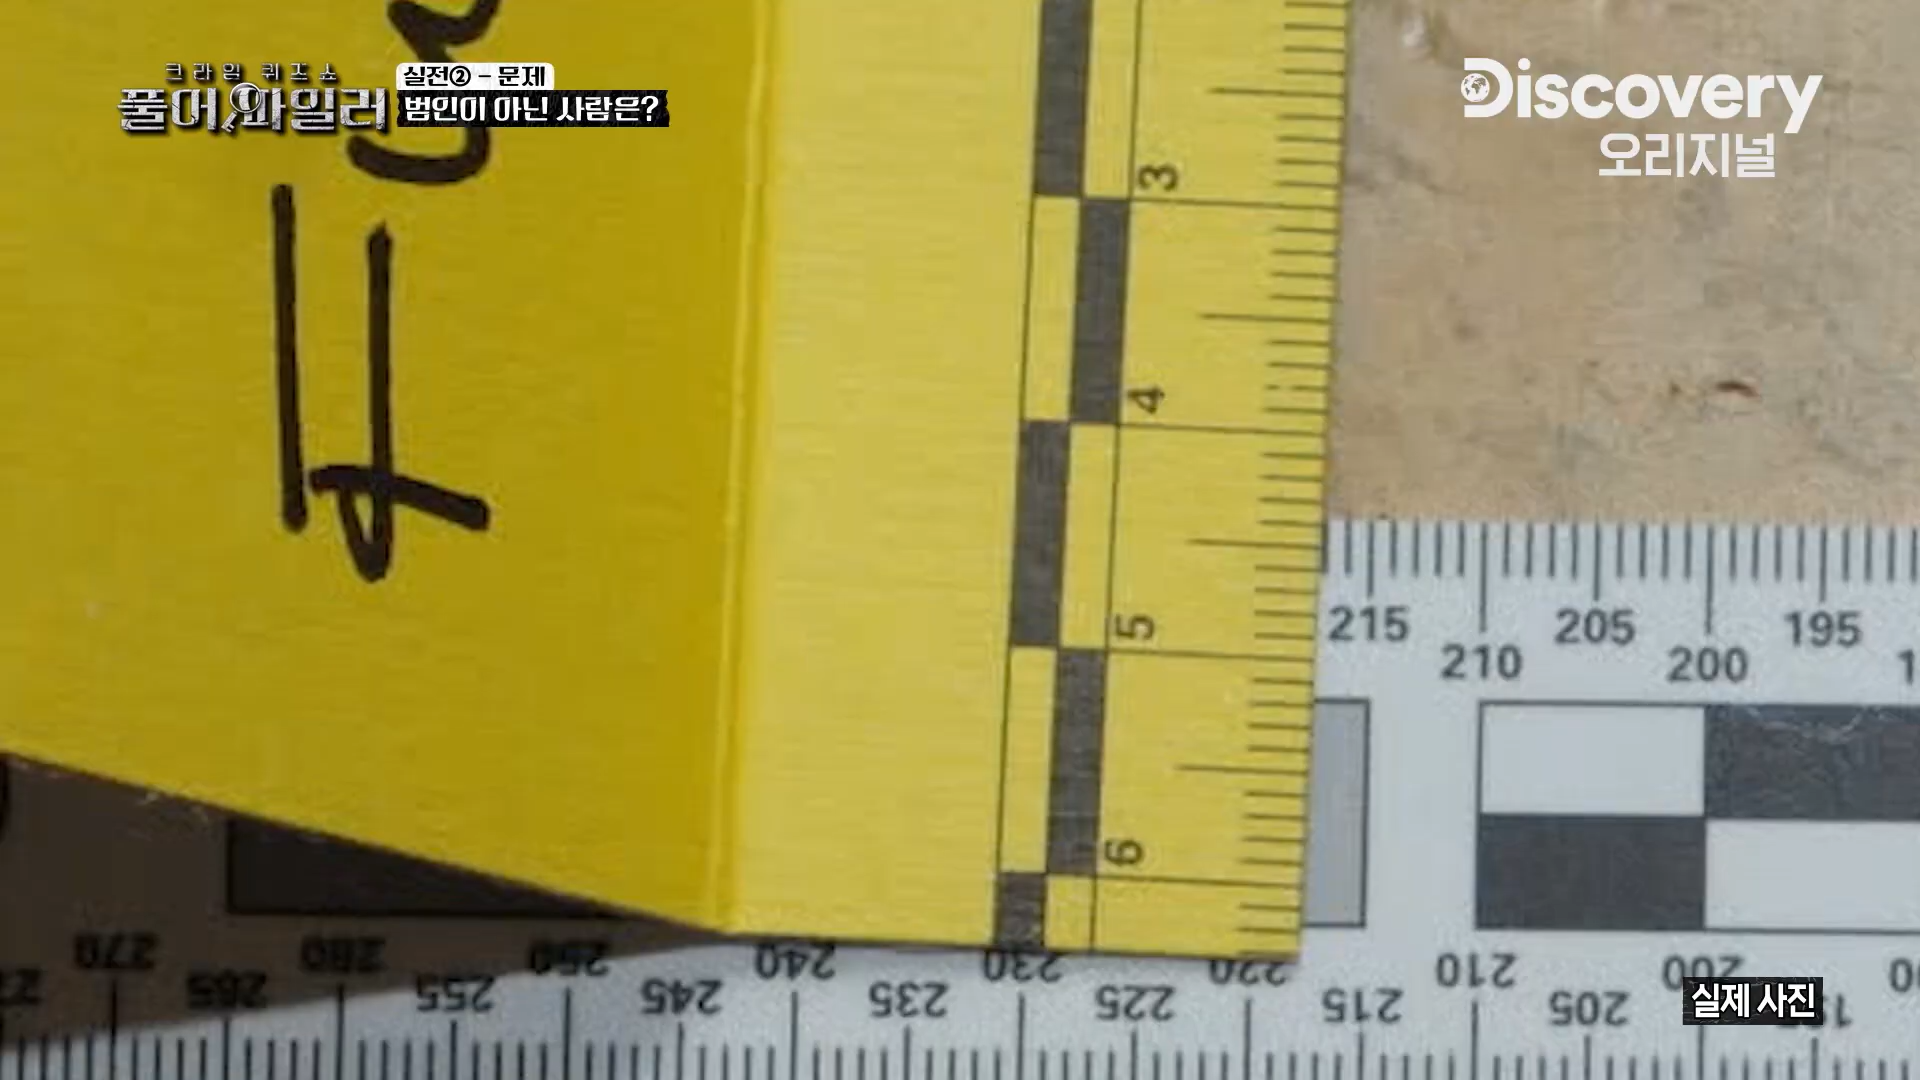 크라임 퀴즈쇼
풀어파일러
실전② - 문제
범인이 아닌 사람은?
Discovery
오리지널
3
4
5
6
215 205 195
210 200
270 260 250 240 230 220 210 200
265 255 245 235 225 215 205
실제 사진